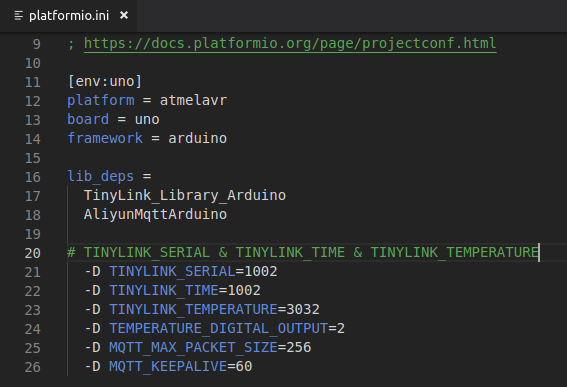 platformio.ini ×
9 ; https://docs.platformio.org/page/projectconf.html
10
11 [env:uno]
12 platform = atmelavr
13 board = uno
14 framework = arduino
15
16 lib_deps =
17 TinyLink_Library_Arduino
18 AliyunMqttArduino
19
20 # TINYLINK_SERIAL & TINYLINK_TIME & TINYLINK_TEMPERATURE
21 -D TINYLINK_SERIAL=1002
22 -D TINYLINK_TIME=1002
23 -D TINYLINK_TEMPERATURE=3032
24 -D TEMPERATURE_DIGITAL_OUTPUT=2
25 -D MQTT_MAX_PACKET_SIZE=256
26 -D MQTT_KEEPALIVE=60